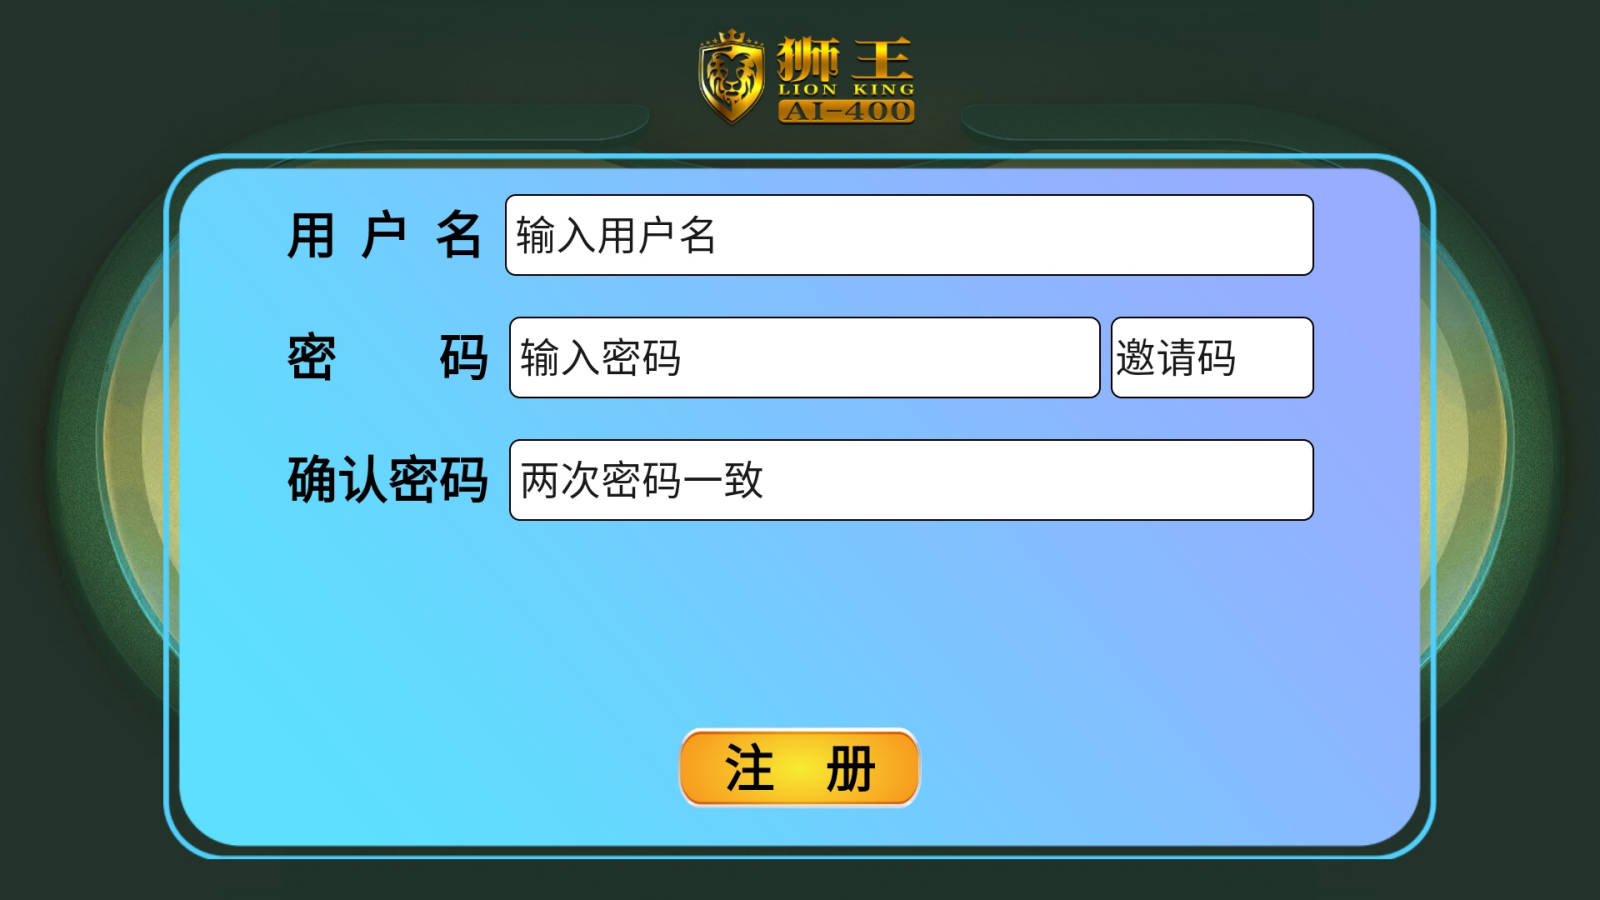 狮王
LION KING
AI-400
用户名 输入用户名
密码 输入密码 邀请码
确认密码 两次密码一致
注册